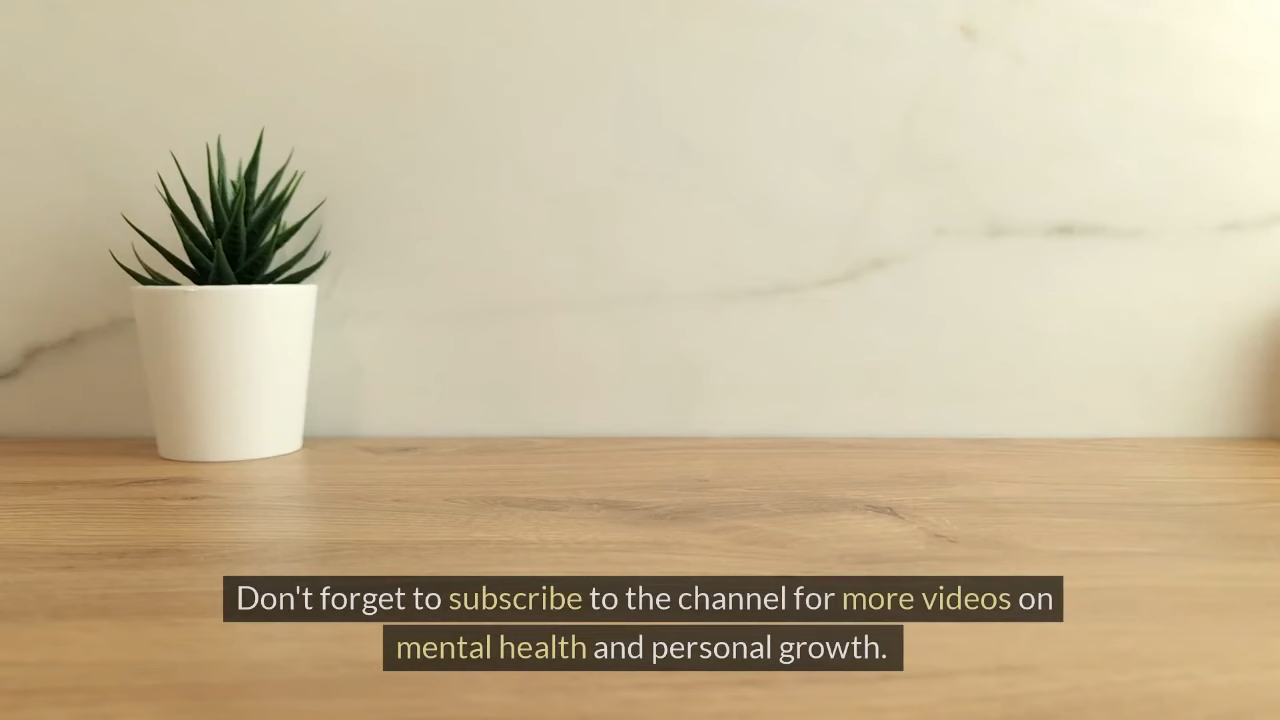 Don't forget to subscribe to the channel for more videos on
mental health and personal growth.